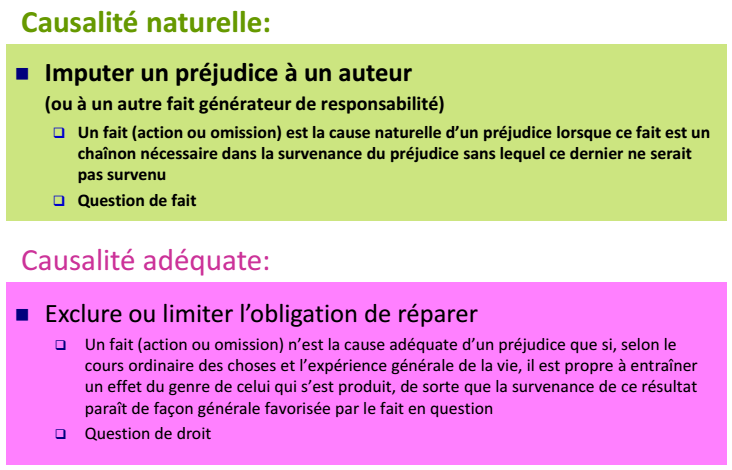 Causalité naturelle:
Imputer un préjudice à un auteur
(ou à un autre fait générateur de responsabilité)
Un fait (action ou omission) est la cause naturelle d’un préjudice lorsque ce fait est un
chaînon nécessaire dans la survenance du préjudice sans lequel ce dernier ne serait
pas survenu
Question de fait
Causalité adéquate:
Exclure ou limiter l’obligation de réparer
Un fait (action ou omission) n’est la cause adéquate d’un préjudice que si, selon le
cours ordinaire des choses et l’expérience générale de la vie, il est propre à entraîner
un effet du genre de celui qui s’est produit, de sorte que la survenance de ce résultat
paraît de façon générale favorisée par le fait en question
Question de droit